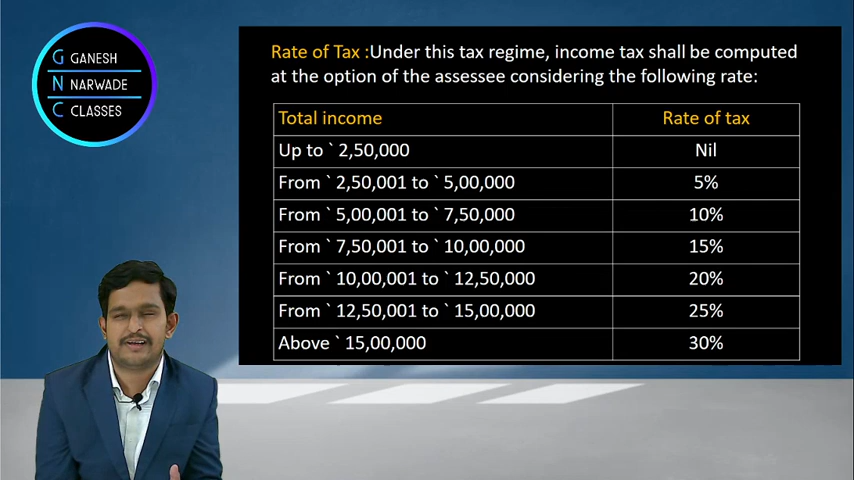 G GANESH
N NARWADE
C CLASSES
Rate of Tax :Under this tax regime, income tax shall be computed
at the option of the assessee considering the following rate:
Total income Rate of tax
Up to ` 2,50,000 Nil
From ` 2,50,001 to ` 5,00,000 5%
From ` 5,00,001 to ` 7,50,000 10%
From ` 7,50,001 to ` 10,00,000 15%
From ` 10,00,001 to ` 12,50,000 20%
From ` 12,50,001 to ` 15,00,000 25%
Above ` 15,00,000 30%